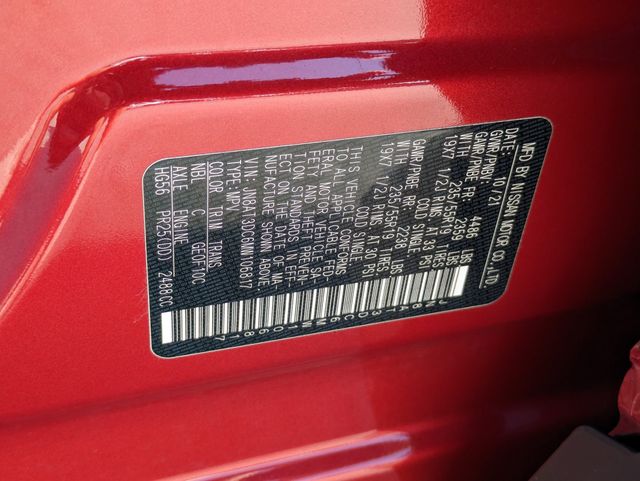 MFD BY NISSAN MOTOR CO.,LTD.
DATE: 10/21
GVWR/PNBV: 4486 LBS
GAWR/PNBE FR: 2359 LBS
WITH 235/55R19 TIRES
19X7 1/2J RIMS, AT 33 PSI
COLD SINGLE
GAWR/PNBE RR: 2238 LBS
WITH 235/55R19 TIRES
19X7 1/2J RIMS, AT 30 PSI
COLD SINGLE
THIS VEHICLE CONFORMS
TO ALL APPLICABLE FED-
ERAL MOTOR VEHICLE SA-
FETY, BUMPER, AND THEFT PREVEN-
TION STANDARDS IN EFF-
ECT ON THE DATE OF MA-
NUFACTURE SHOWN ABOVE
TYPE: MPV
VIN: JN8AT3DC6MW106817
COLOR TRIM TRANS
NBL C GE0F10C
AXLE ENGINE
HG56 PR25(DD) 2488CC
JN8AT3DC6MW106817